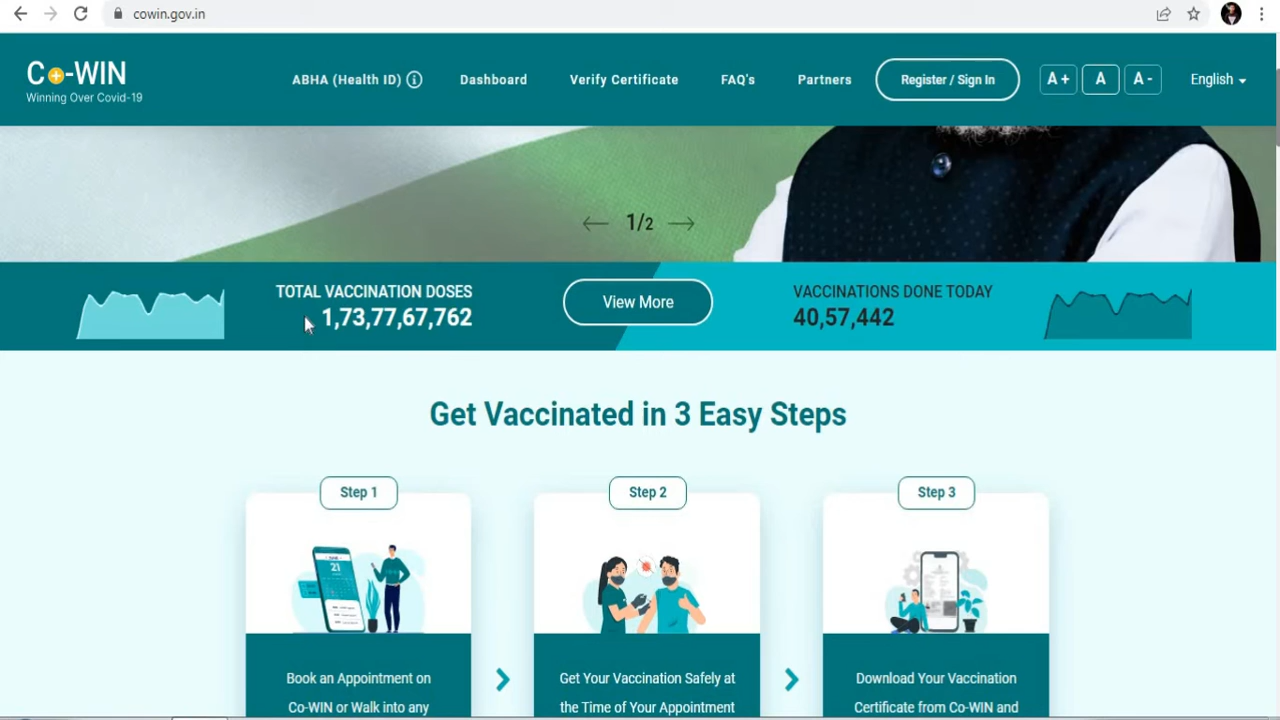 cowin.gov.in
Co-WIN
Winning Over Covid-19
ABHA (Health ID)
Dashboard
Verify Certificate
FAQ's
Partners
Register / Sign In
A+
A
A-
English
1/2
TOTAL VACCINATION DOSES
1,73,77,67,762
View More
VACCINATIONS DONE TODAY
40,57,442
Get Vaccinated in 3 Easy Steps
Step 1
Step 2
Step 3
21
Book an Appointment on
Co-WIN or Walk into any
Get Your Vaccination Safely at
the Time of Your Appointment
Download Your Vaccination
Certificate from Co-WIN and